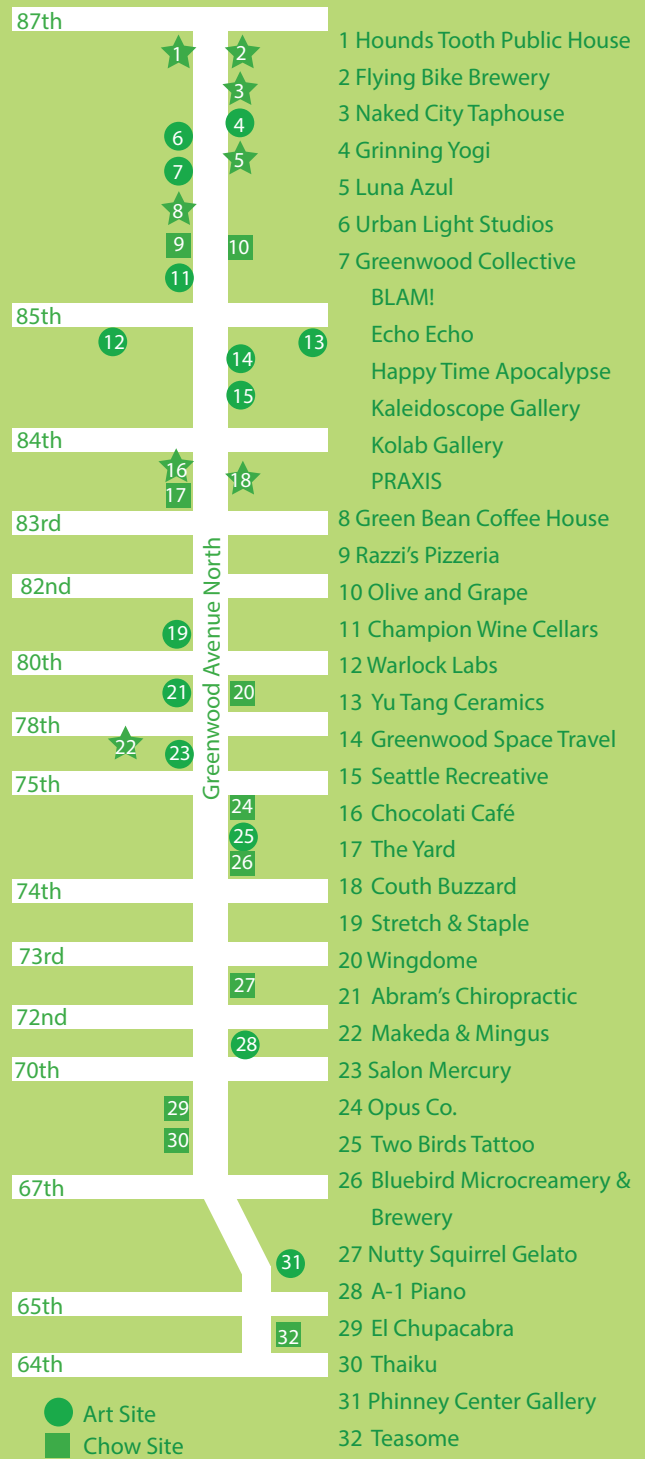 87th
1
2
3
4
5
6
7
8
9
10
11
85th
12
13
14
15
84th
16
17
18
83rd
Greenwood Avenue North
82nd
19
80th
21
20
78th
22
23
75th
24
25
26
74th
73rd
27
72nd
28
70th
29
30
67th
31
65th
32
64th
Art Site
Chow Site
1 Hounds Tooth Public House
2 Flying Bike Brewery
3 Naked City Taphouse
4 Grinning Yogi
5 Luna Azul
6 Urban Light Studios
7 Greenwood Collective
BLAM!
Echo Echo
Happy Time Apocalypse
Kaleidoscope Gallery
Kolab Gallery
PRAXIS
8 Green Bean Coffee House
9 Razzi's Pizzeria
10 Olive and Grape
11 Champion Wine Cellars
12 Warlock Labs
13 Yu Tang Ceramics
14 Greenwood Space Travel
15 Seattle Recreative
16 Chocolati Café
17 The Yard
18 Couth Buzzard
19 Stretch & Staple
20 Wingdome
21 Abram's Chiropractic
22 Makeda & Mingus
23 Salon Mercury
24 Opus Co.
25 Two Birds Tattoo
26 Bluebird Microcreamery &
Brewery
27 Nutty Squirrel Gelato
28 A-1 Piano
29 El Chupacabra
30 Thaiku
31 Phinney Center Gallery
32 Teasome